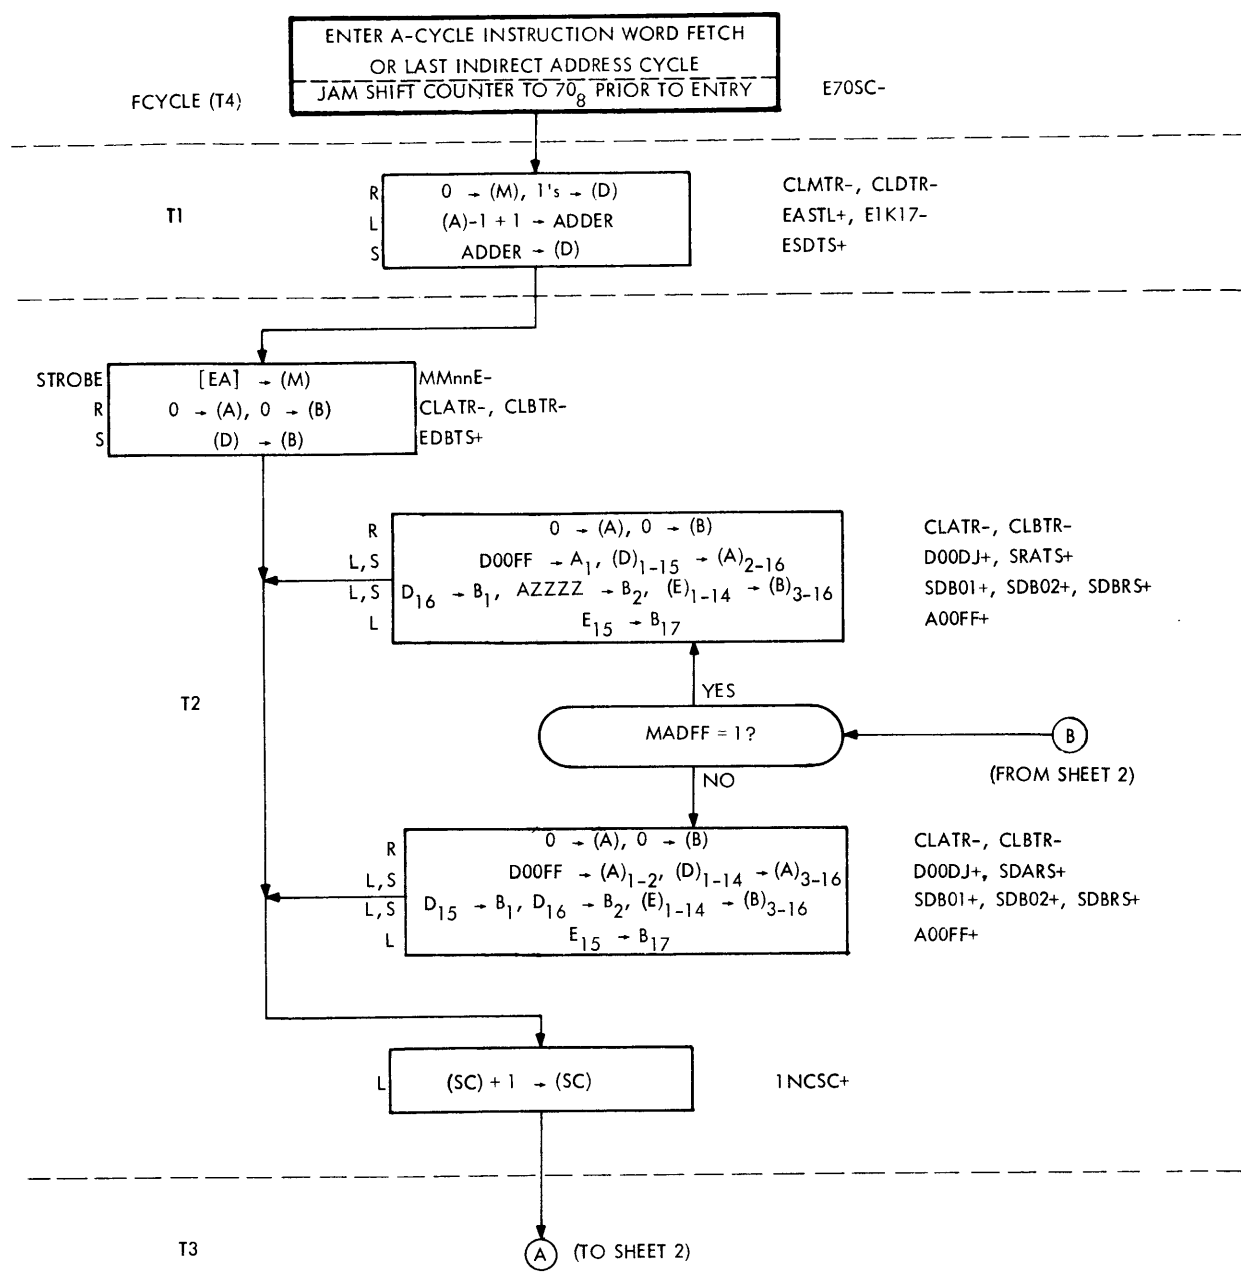 ENTER A-CYCLE INSTRUCTION WORD FETCH
OR LAST INDIRECT ADDRESS CYCLE
FCYCLE (T4) JAM SHIFT COUNTER TO 70₈ PRIOR TO ENTRY E70SC-
R 0 → (M), 1's → (D) CLMTR-, CLDTR-
T1 L (A)-1 + 1 → ADDER EASTL+, E1K17-
S ADDER → (D) ESDTS+
STROBE [EA] → (M) MMnnE-
R 0 → (A), 0 → (B) CLATR-, CLBTR-
S (D) → (B) EDBTS+
R 0 → (A), 0 → (B) CLATR-, CLBTR-
L, S D00FF → A₁, (D)₁₋₁₅ → (A)₂₋₁₆ D00DJ+, SRATS+
L, S D₁₆ → B₁, AZZZZ → B₂, (E)₁₋₁₄ → (B)₃₋₁₆ SDB01+, SDB02+, SDBRS+
L E₁₅ → B₁₇ A00FF+
T2
YES
MADFF = 1? B
NO (FROM SHEET 2)
R 0 → (A), 0 → (B) CLATR-, CLBTR-
L, S D00FF → (A)₁₋₂, (D)₁₋₁₄ → (A)₃₋₁₆ D00DJ+, SDARS+
L, S D₁₅ → B₁, D₁₆ → B₂, (E)₁₋₁₄ → (B)₃₋₁₆ SDB01+, SDB02+, SDBRS+
L E₁₅ → B₁₇ A00FF+
L (SC) + 1 → (SC) 1NCSC+
T3 A (TO SHEET 2)